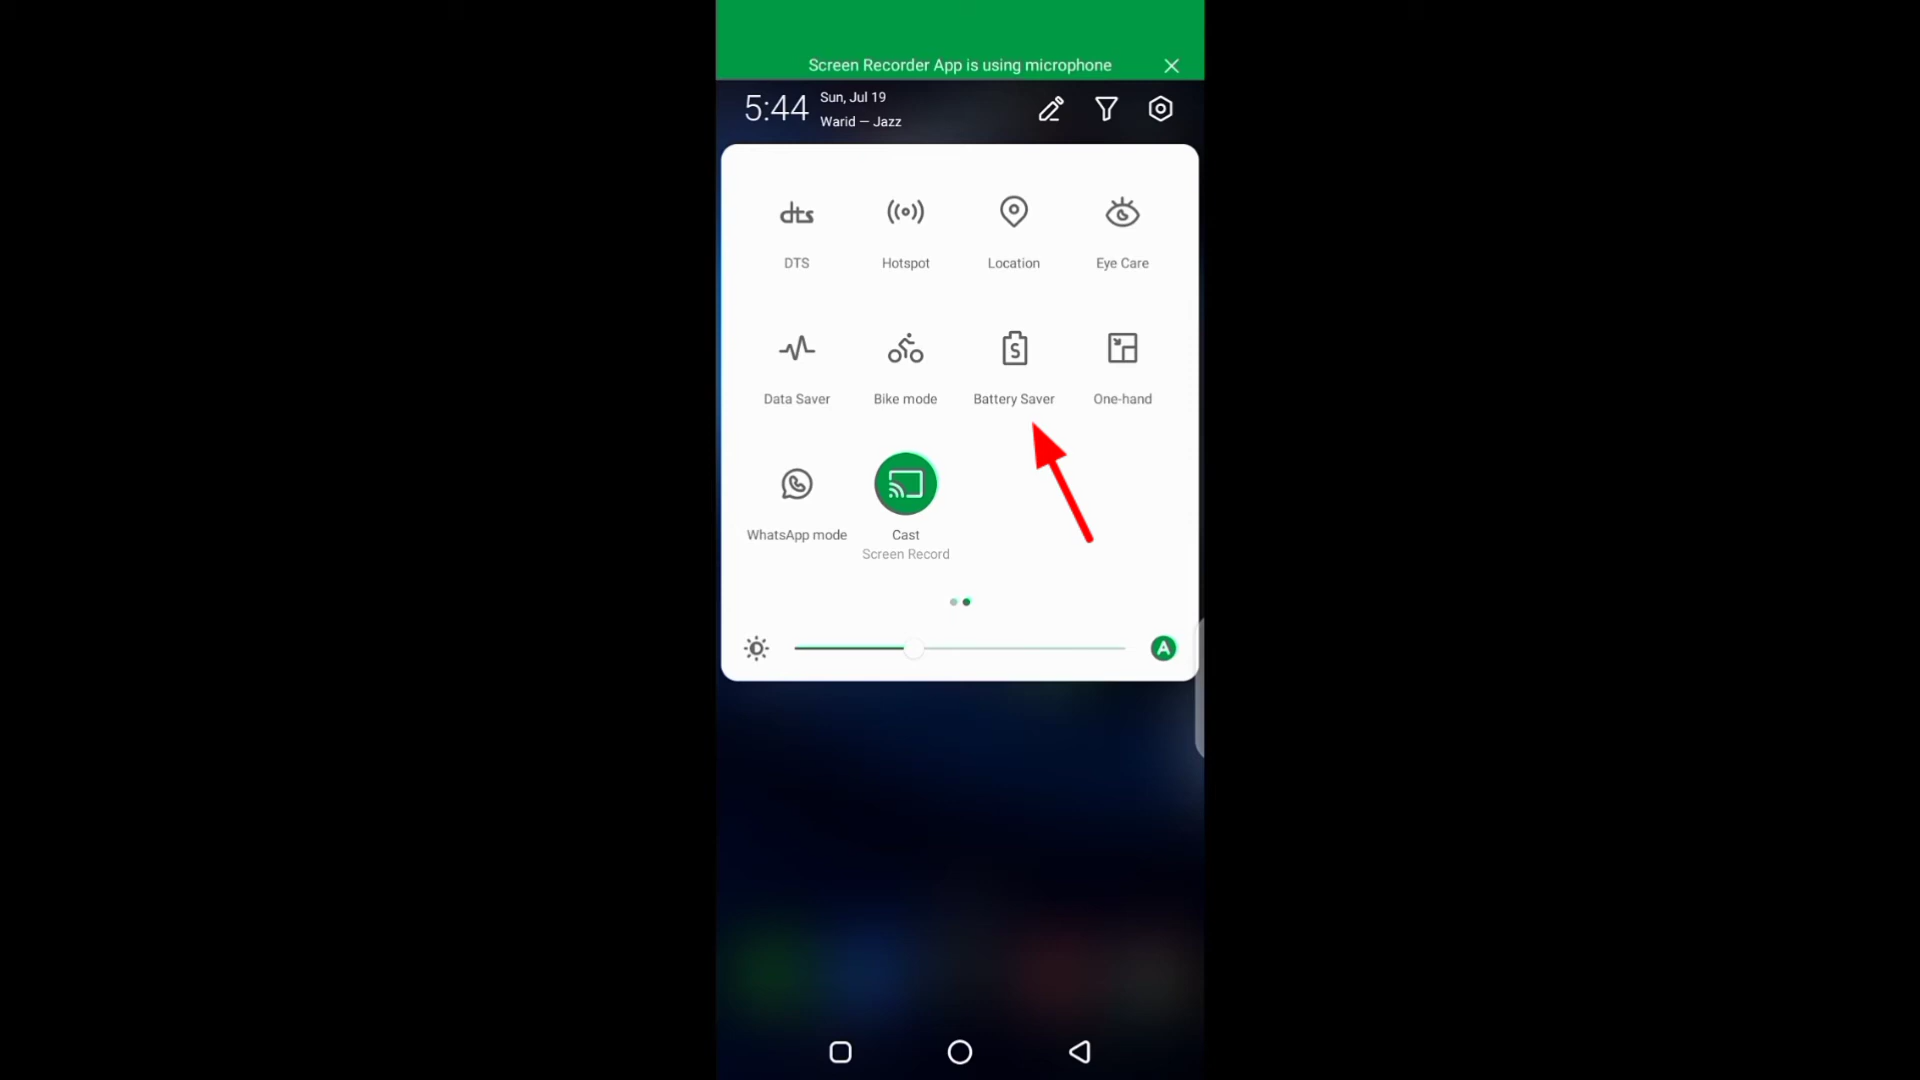 Screen Recorder App is using microphone
5:44
Sun, Jul 19
Warid — Jazz
dts
DTS
Hotspot
Location
Eye Care
S
Data Saver
Bike mode
Battery Saver
One-hand
WhatsApp mode
Cast
Screen Record
A